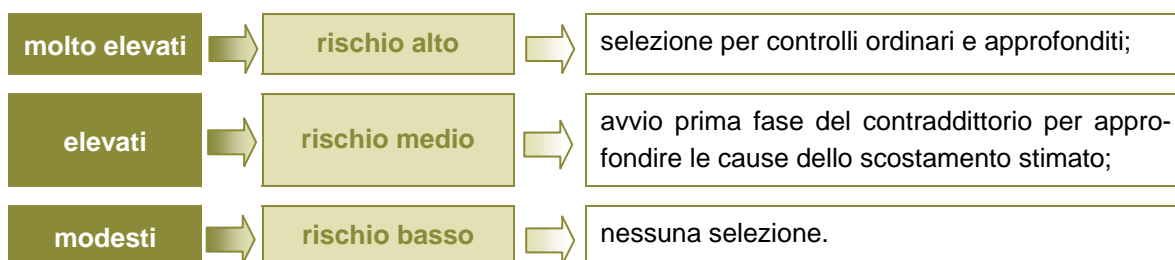 molto elevati rischio alto selezione per controlli ordinari e approfonditi;
elevati rischio medio avvio prima fase del contraddittorio per appro-
fondire le cause dello scostamento stimato;
modesti rischio basso nessuna selezione.